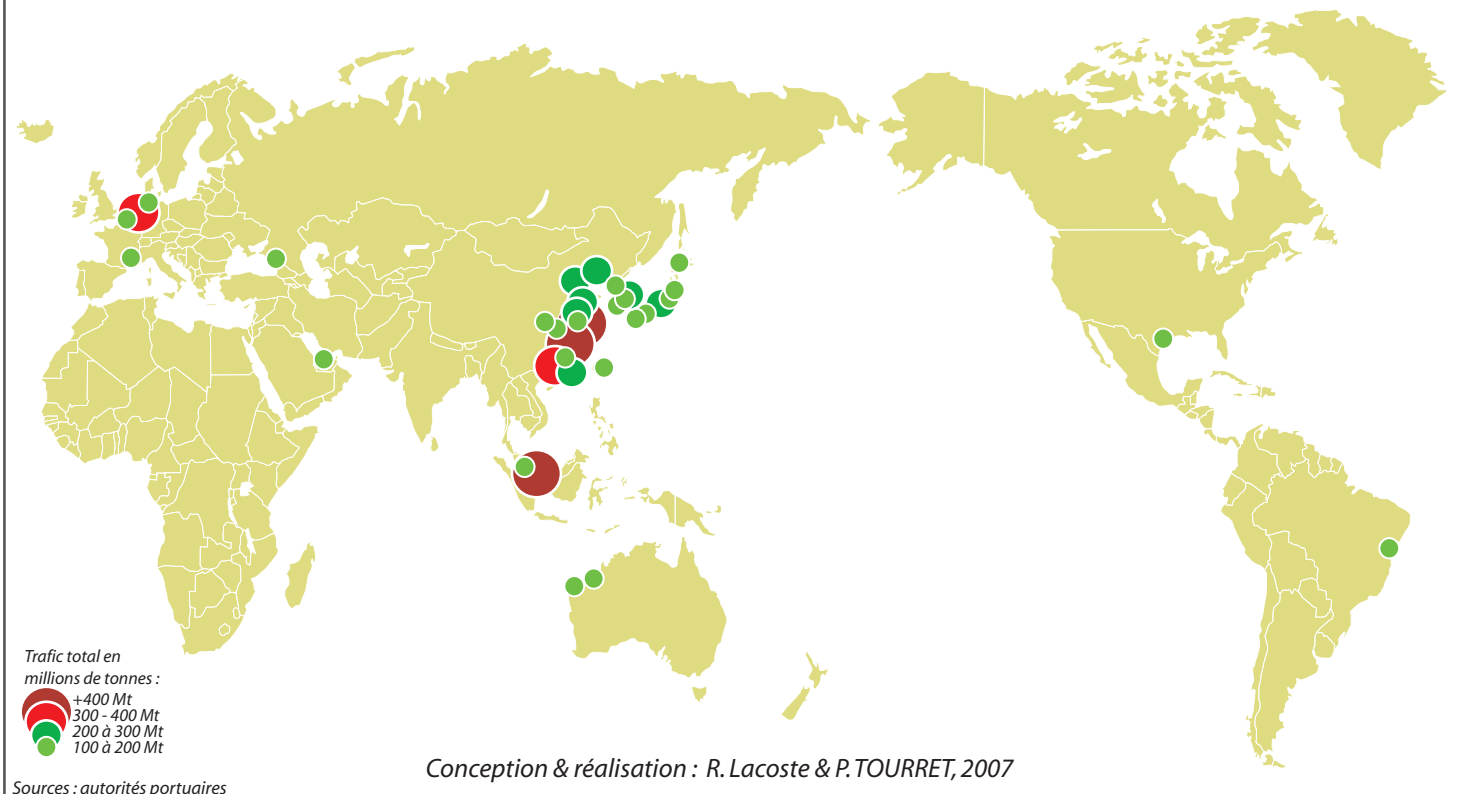 Trafic total en
millions de tonnes :
+400 Mt
300 - 400 Mt
200 à 300 Mt
100 à 200 Mt
Conception & réalisation : R. Lacoste & P. TOURRET, 2007
Sources : autorités portuaires